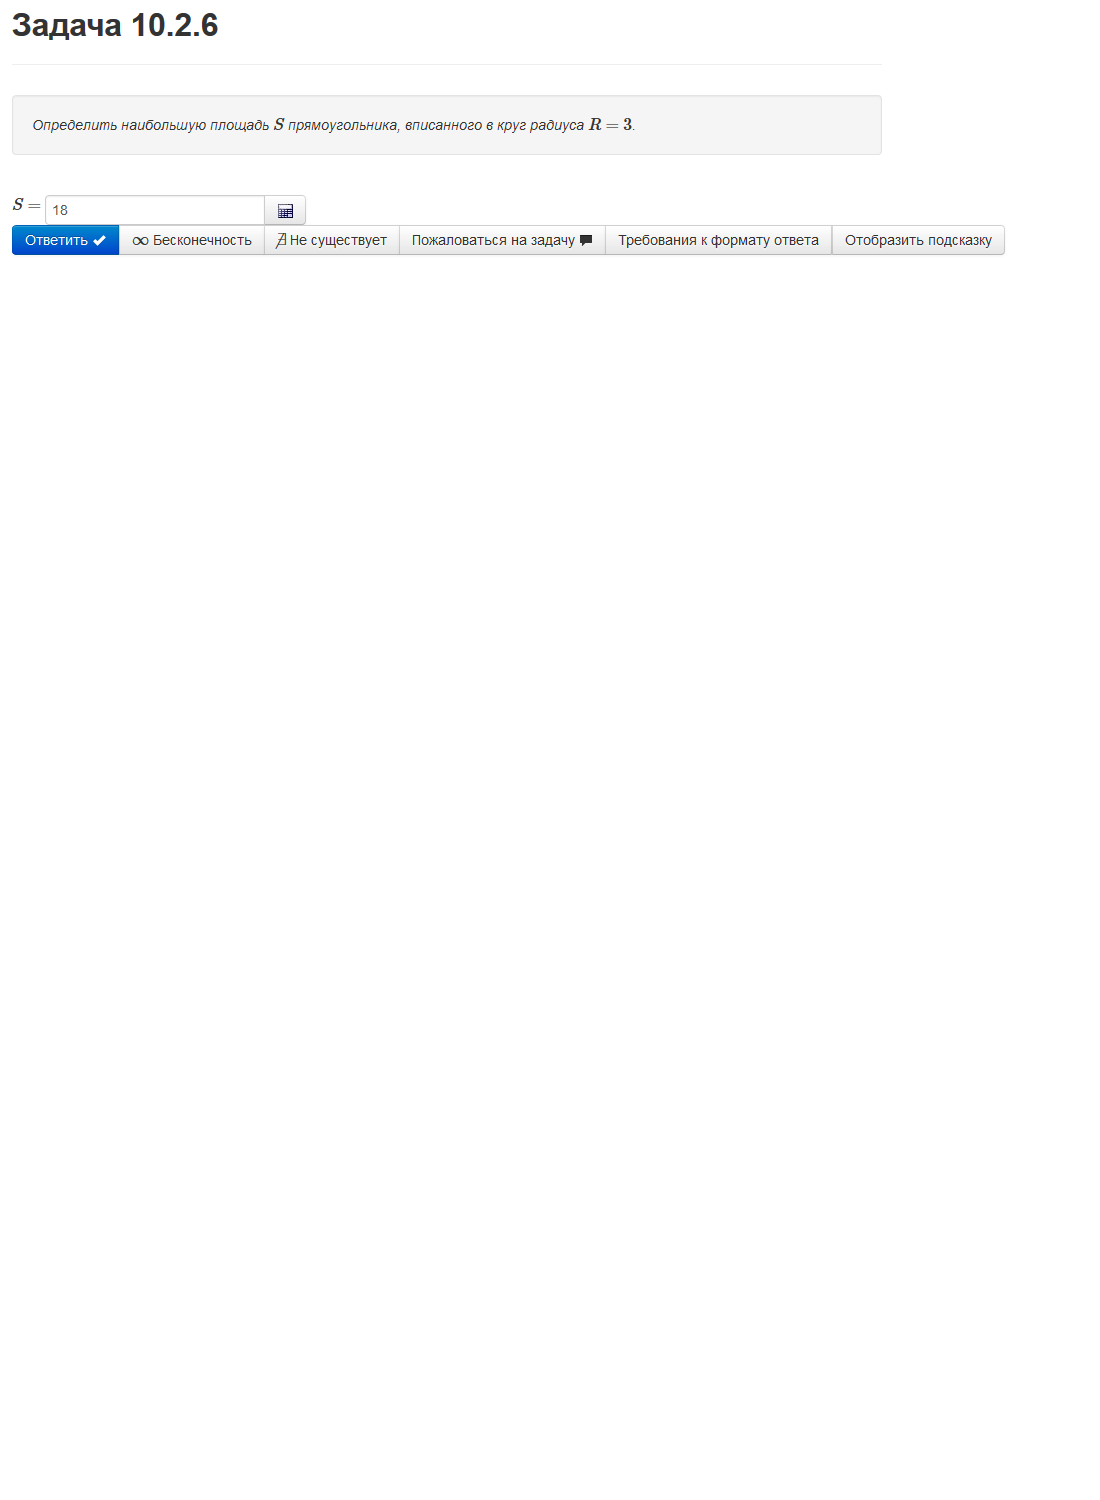 Задача 10.2.6
Определить наибольшую площадь S прямоугольника, вписанного в круг радиуса R = 3.
S = 18
Ответить ∞ Бесконечность ∄ Не существует Пожаловаться на задачу Требования к формату ответа Отобразить подсказку